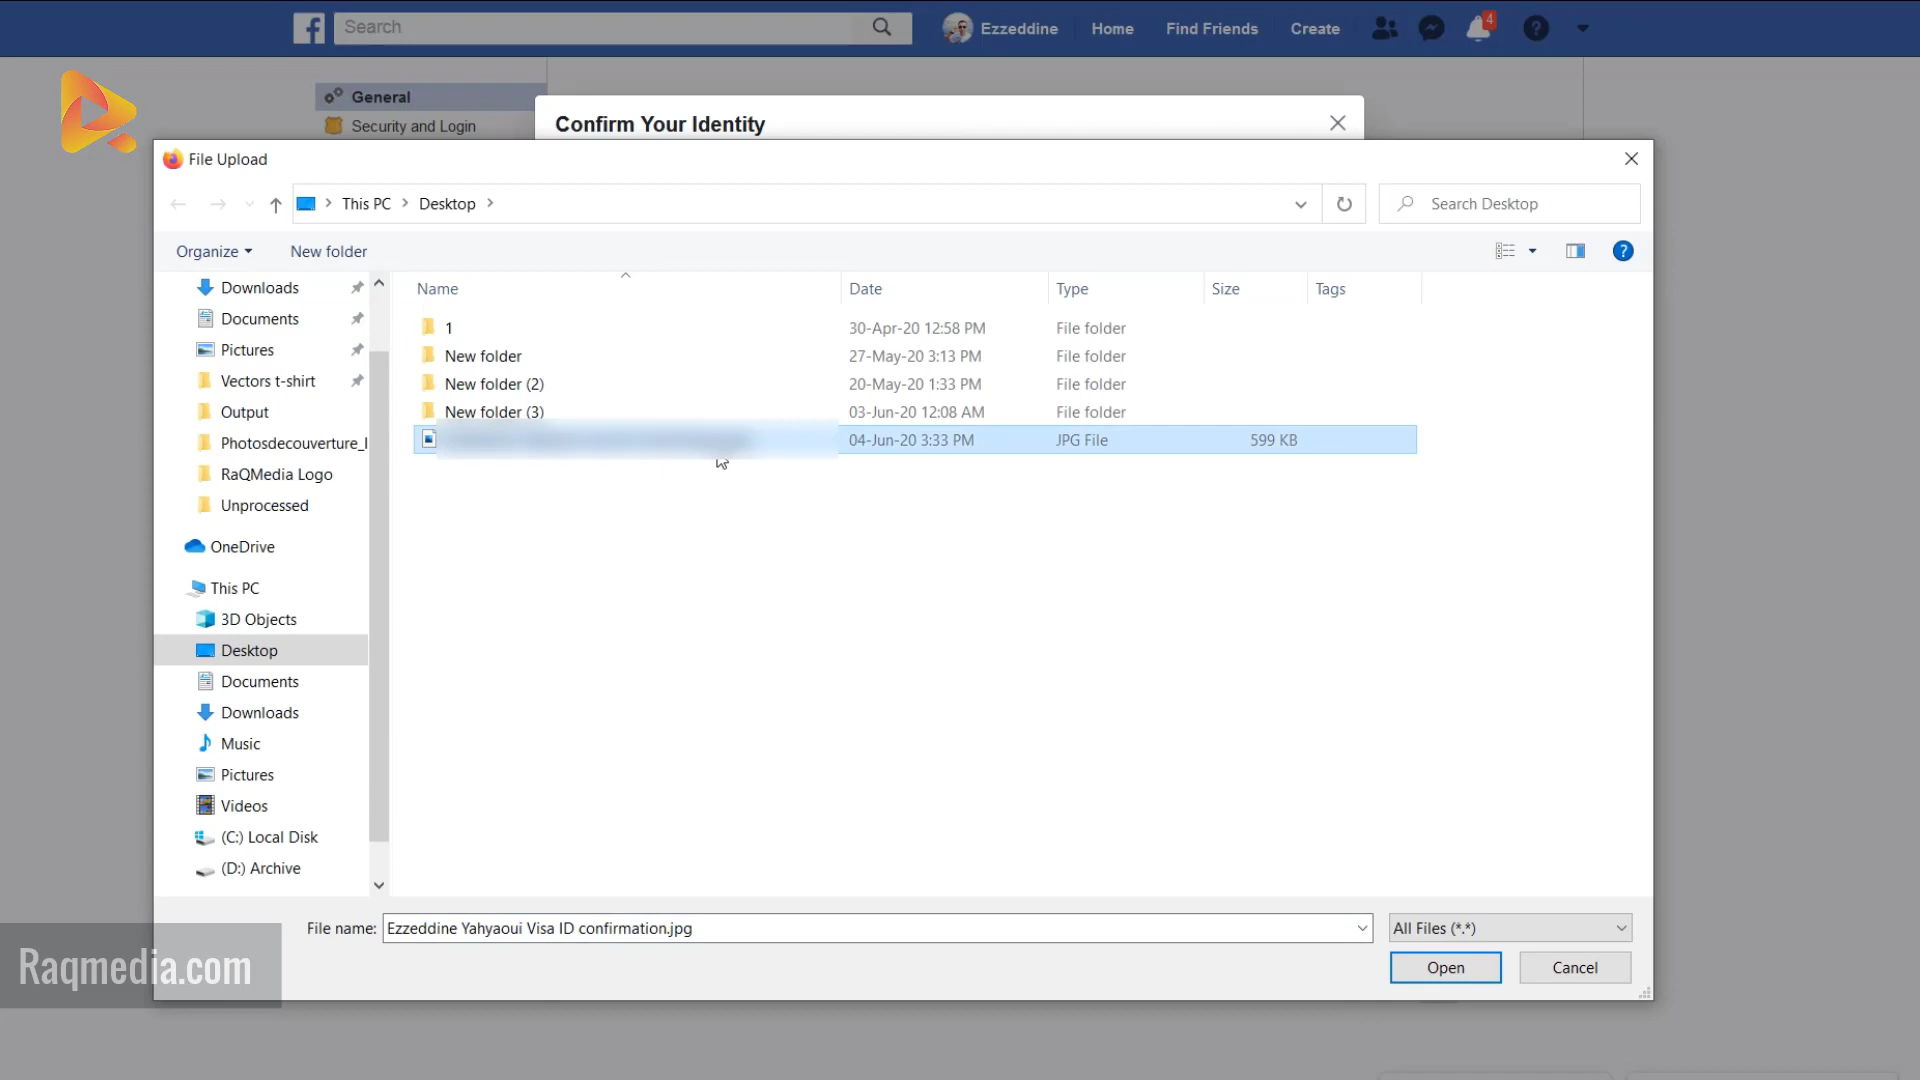 Search
Ezzeddine
Home
Find Friends
Create
4
?
General
Security and Login
Confirm Your Identity
File Upload
This PC
Desktop
Search Desktop
Organize
New folder
?
Downloads
Documents
Pictures
Vectors t-shirt
Output
Photosdecouverture_l
RaQMedia Logo
Unprocessed
OneDrive
This PC
3D Objects
Desktop
Documents
Downloads
Music
Pictures
Videos
(C:) Local Disk
(D:) Archive
Name Date Type Size Tags
1 30-Apr-20 12:58 PM File folder
New folder 27-May-20 3:13 PM File folder
New folder (2) 20-May-20 1:33 PM File folder
New folder (3) 03-Jun-20 12:08 AM File folder
04-Jun-20 3:33 PM JPG File 599 KB
File name: Ezzeddine Yahyaoui Visa ID confirmation.jpg
All Files (*.*)
Open
Cancel
Raqmedia.com